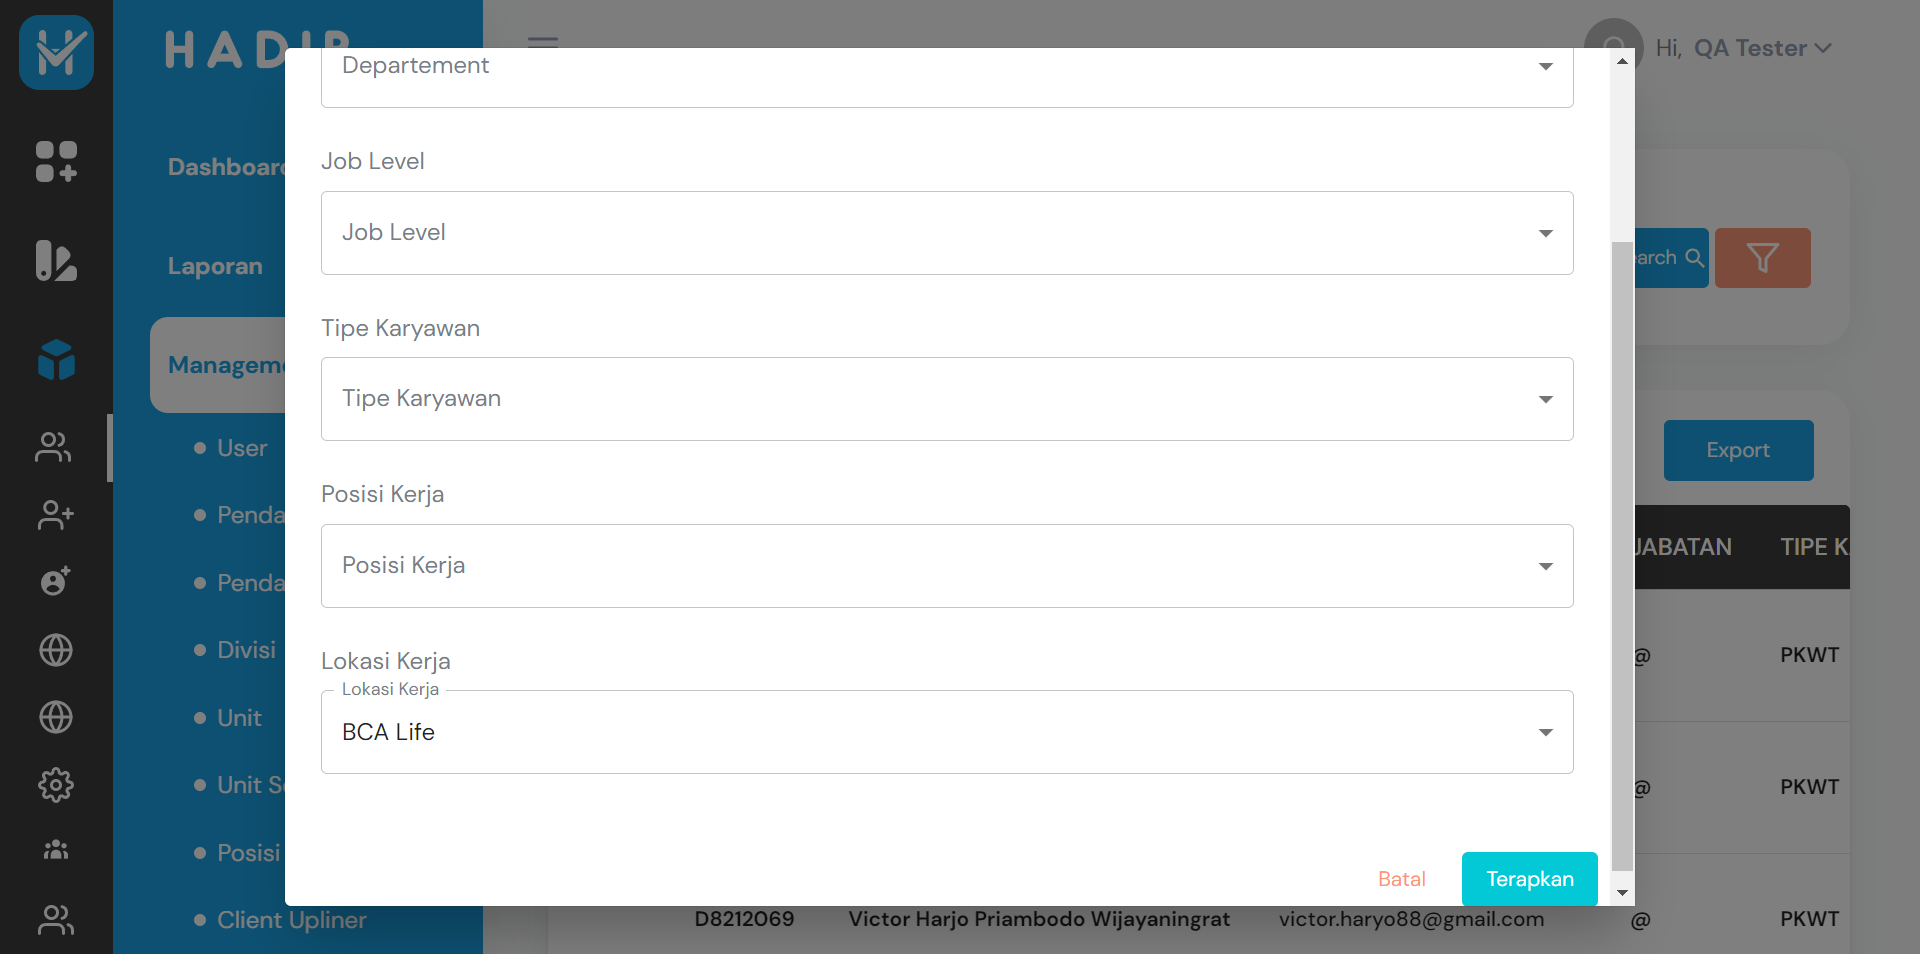 HADIR
Hi, QA Tester
Dashboard
Laporan
Managem
User
Penda
Penda
Divisi
Unit
Unit S
Posisi
Client Upliner
Departement
Job Level
Job Level
Tipe Karyawan
Tipe Karyawan
Posisi Kerja
Posisi Kerja
Lokasi Kerja
Lokasi Kerja
BCA Life
Batal
Terapkan
earch
Export
JABATAN TIPE K
@ PKWT
@ PKWT
D8212069 Victor Harjo Priambodo Wijayaningrat victor.haryo88@gmail.com @ PKWT